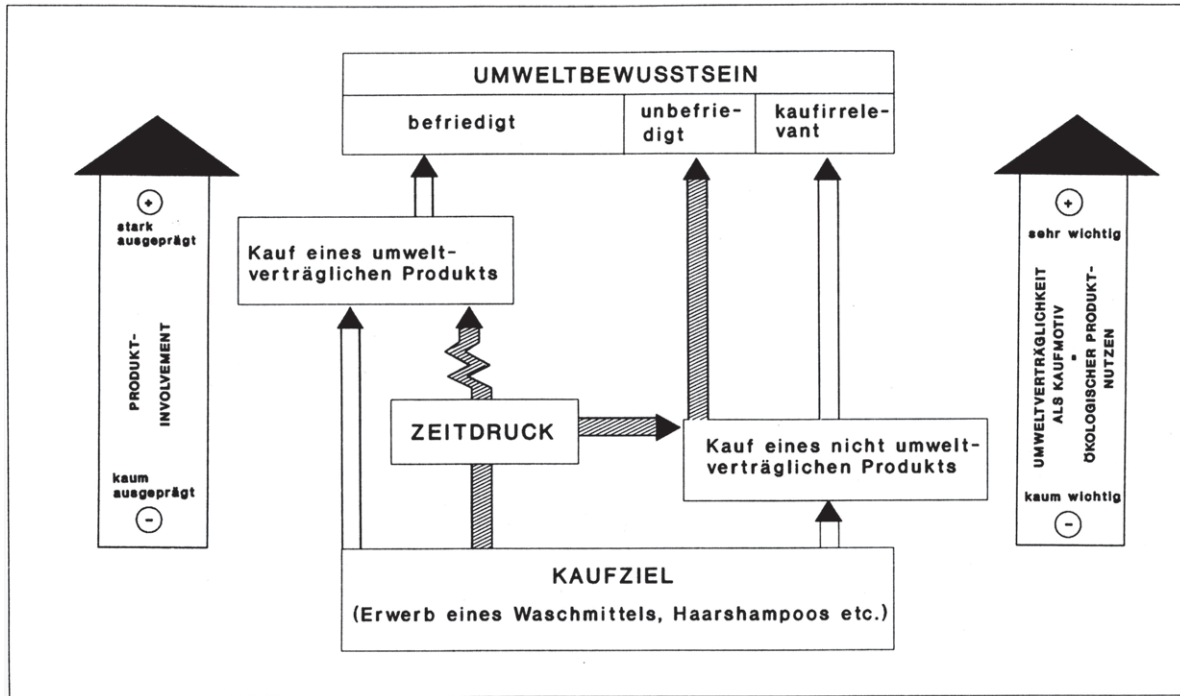 UMWELTBEWUSSTSEIN
befriedigt
unbefrie-
digt
kaufirrele-
vant
+
stark
ausgeprägt
PRODUKT-
INVOLVEMENT
kaum
ausgeprägt
−
Kauf eines umwelt-
verträglichen Produkts
ZEITDRUCK
Kauf eines nicht umwelt-
verträglichen Produkts
KAUFZIEL
(Erwerb eines Waschmittels, Haarshampoos etc.)
+
sehr wichtig
UMWELTVERTRÄGLICHKEIT
ALS KAUFMOTIV
=
ÖKOLOGISCHER PRODUKT-
NUTZEN
kaum wichtig
−